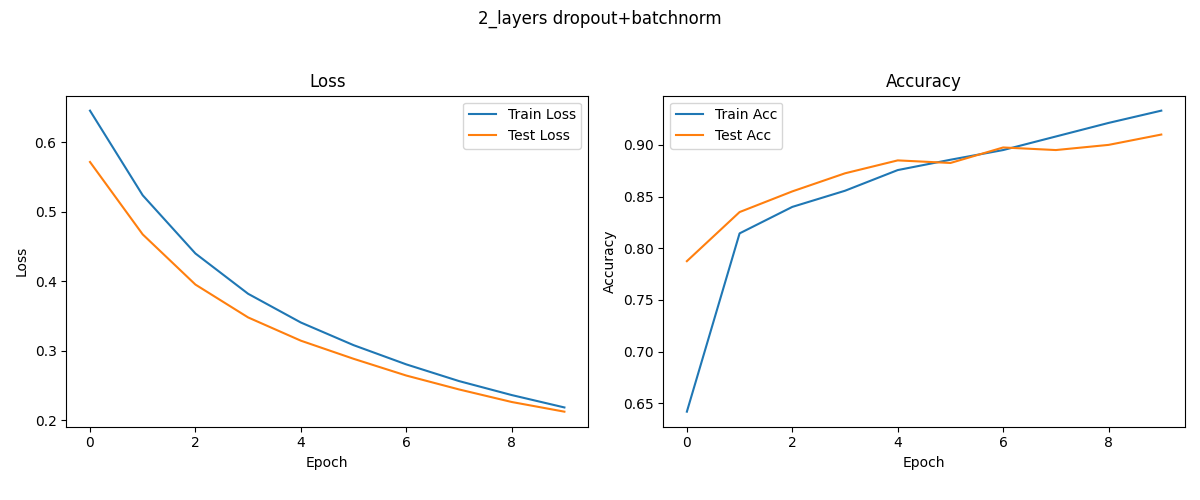 2_layers dropout+batchnorm
Loss
Train Loss
Test Loss
0.6
0.5
0.4
0.3
0.2
Loss
0 2 4 6 8
Epoch
Accuracy
Train Acc
Test Acc
0.90
0.85
0.80
0.75
0.70
0.65
Accuracy
0 2 4 6 8
Epoch